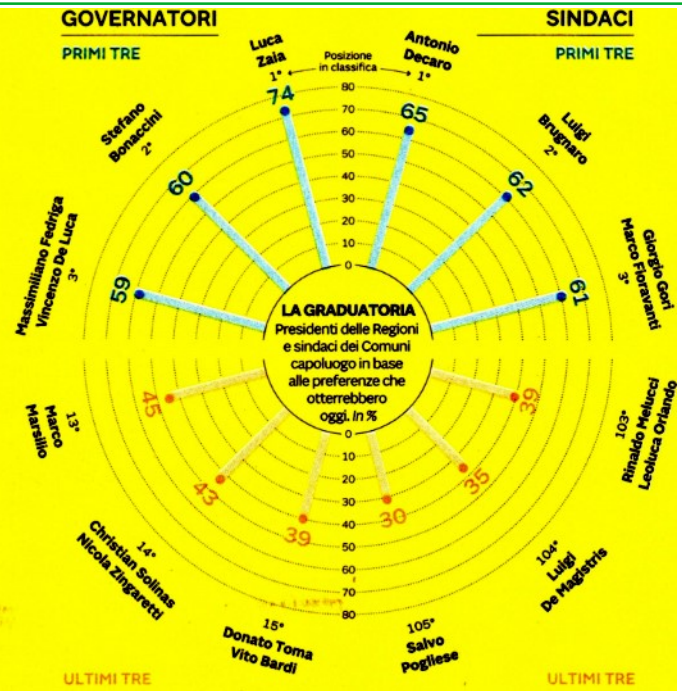 GOVERNATORI
PRIMI TRE
SINDACI
PRIMI TRE
Luca
Zaia
1°
74
Posizione
in classifica
Antonio
Decaro
1°
65
Stefano
Bonaccini
2°
60
Luigi
Brugnaro
2°
62
Massimiliano Fedriga
Vincenzo De Luca
3°
59
Giorgio Gori
Marco Fioravanti
3°
61
80
70
60
50
40
30
20
10
0
LA GRADUATORIA
Presidenti delle Regioni
e sindaci dei Comuni
capoluogo in base
alle preferenze che
otterrebbero
oggi. In %
0
10
20
30
40
50
60
70
80
45
13°
Marco
Marsilio
43
14°
Christian Solinas
Nicola Zingaretti
39
15°
Donato Toma
Vito Bardi
30
105°
Salvo
Pogliese
35
104°
Luigi
De Magistris
39
103°
Rinaldo Melucci
Leoluca Orlando
ULTIMI TRE
ULTIMI TRE